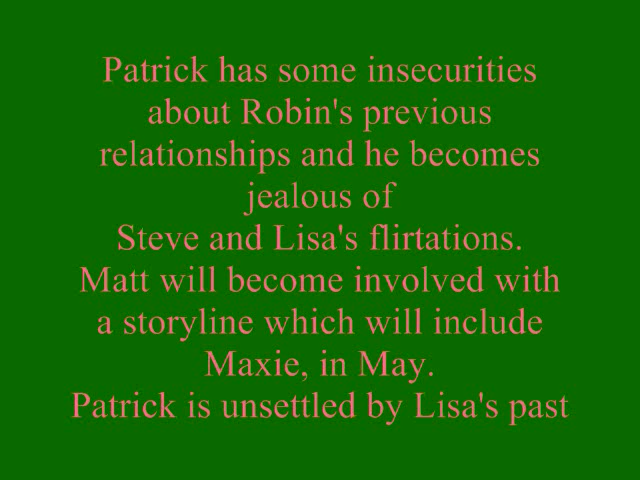 Patrick has some insecurities
about Robin's previous
relationships and he becomes
jealous of
Steve and Lisa's flirtations.
Matt will become involved with
a storyline which will include
Maxie, in May.
Patrick is unsettled by Lisa's past